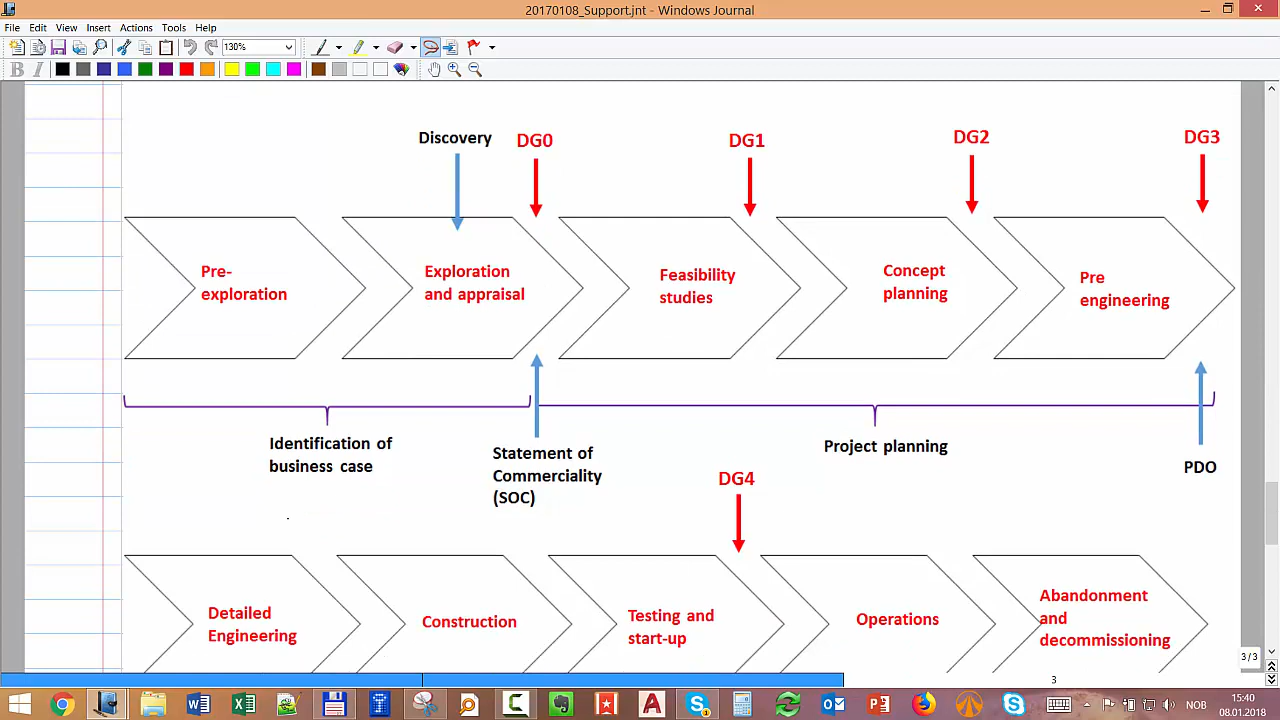 20170108_Support.jnt - Windows Journal
File Edit View Insert Actions Tools Help
130%
B I
Discovery DG0 DG1 DG2 DG3
Pre-
exploration
Exploration
and appraisal
Feasibility
studies
Concept
planning
Pre
engineering
Identification of
business case
Statement of
Commerciality
(SOC)
Project planning
PDO
DG4
Detailed
Engineering
Construction
Testing and
start-up
Operations
Abandonment
and
decommissioning
3 / 3
3
15:40
NOB
08.01.2018